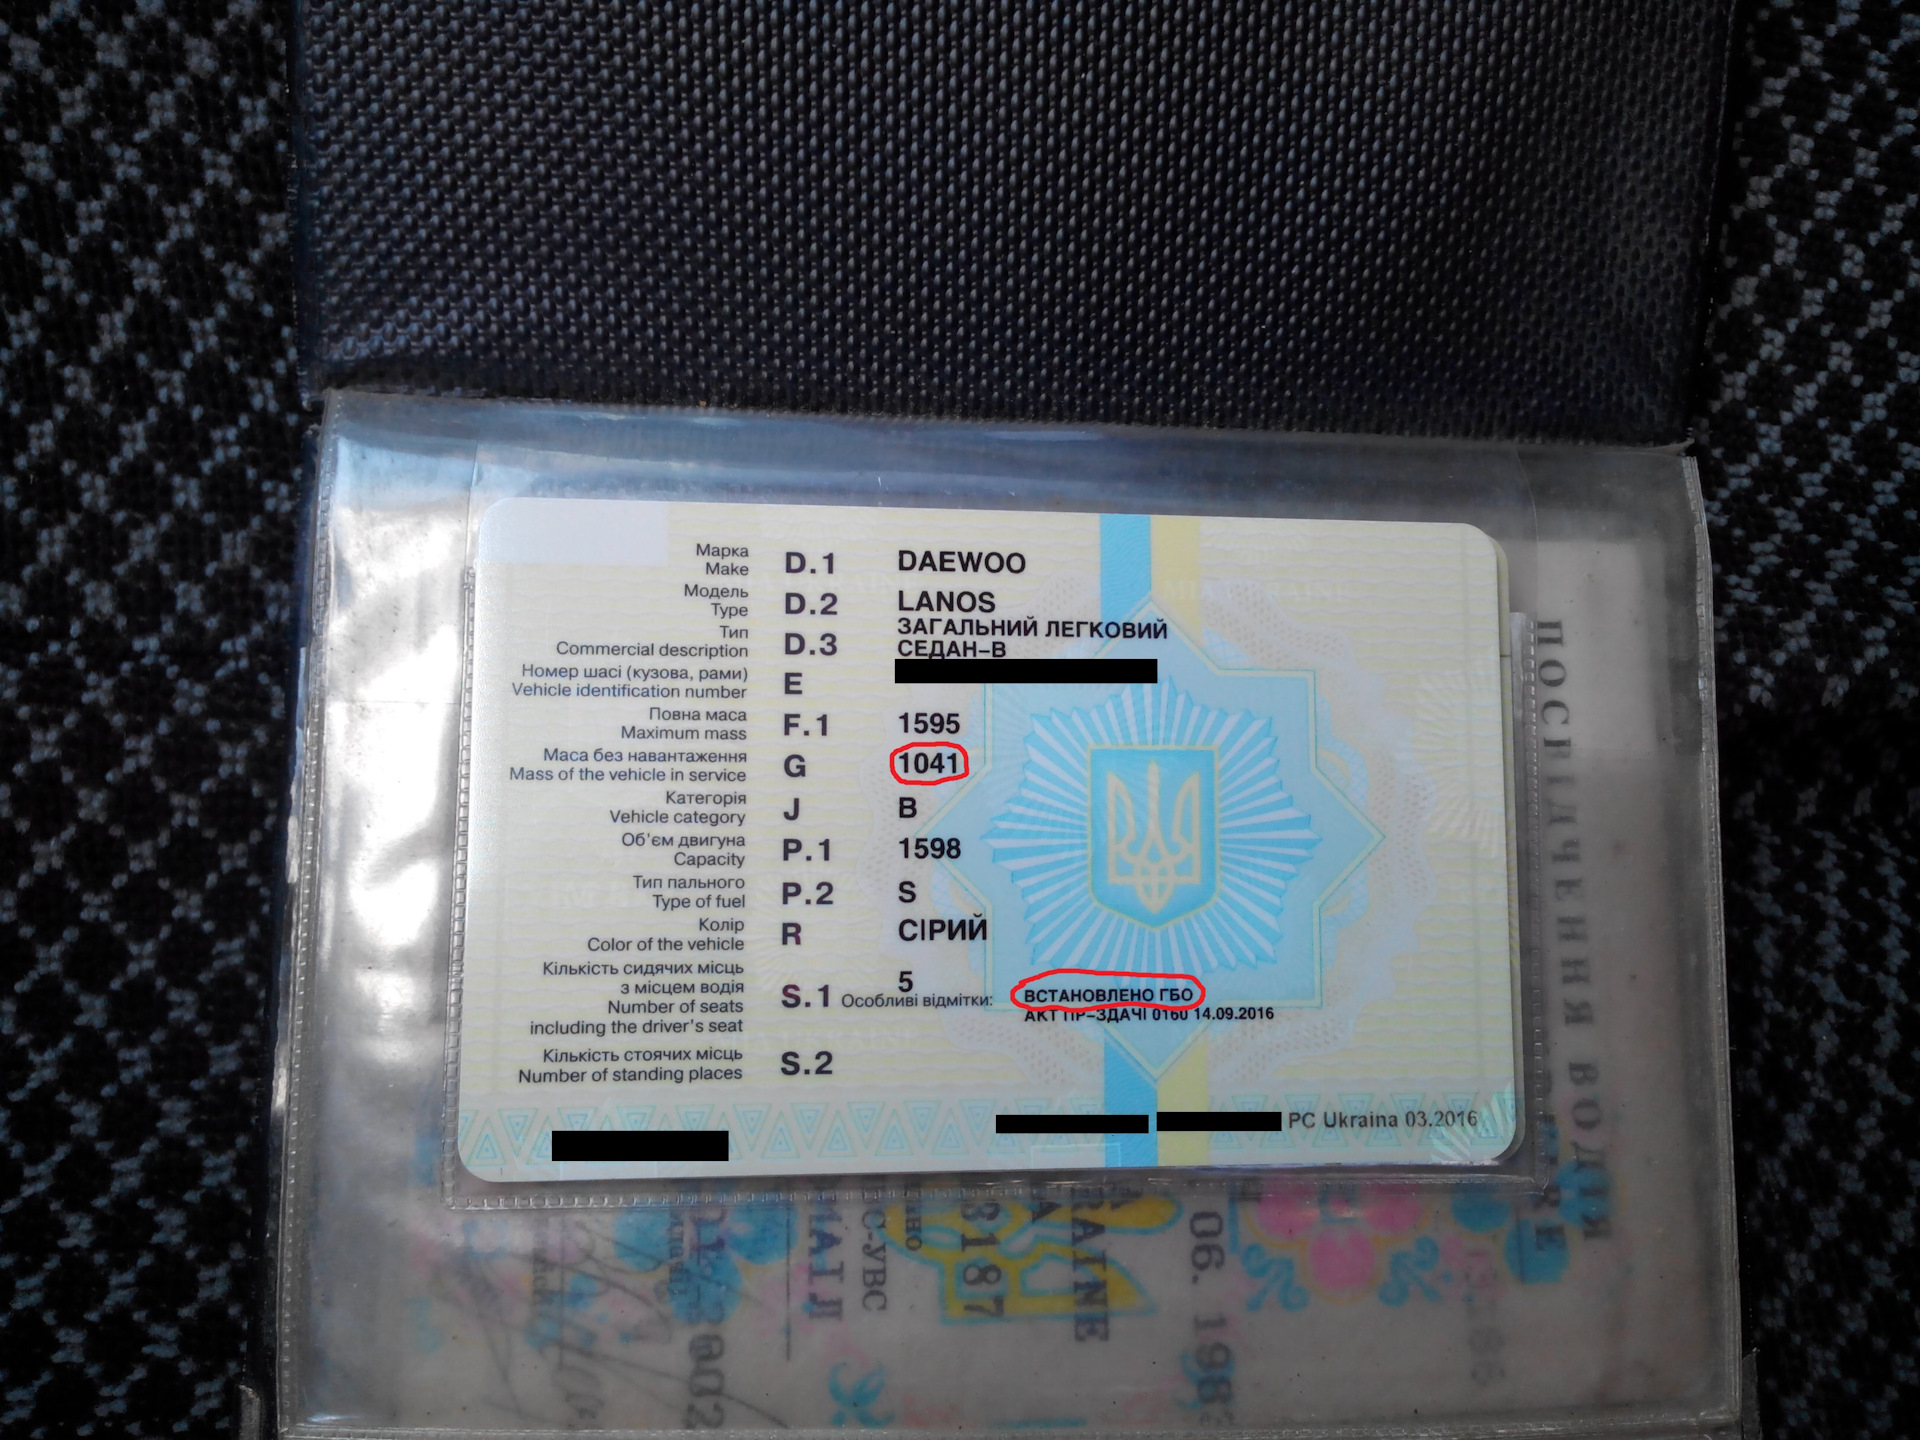 Марка
Make D.1 DAEWOO
Модель
Type D.2 LANOS
Тип
Commercial description D.3 ЗАГАЛЬНИЙ ЛЕГКОВИЙ
СЕДАН-В
Номер шасі (кузова, рами)
Vehicle identification number E
Повна маса
Maximum mass F.1 1595
Маса без навантаження
Mass of the vehicle in service G 1041
Категорія
Vehicle category J B
Об'єм двигуна
Capacity P.1 1598
Тип пального
Type of fuel P.2 S
Колір
Color of the vehicle R СІРИЙ
Кількість сидячих місць
з місцем водія
Number of seats
including the driver's seat S.1 5
Особливі відмітки: ВСТАНОВЛЕНО ГБО
АКТ ПР-ЗДАЧІ 0160 14.09.2016
Кількість стоячих місць
Number of standing places S.2
PC Ukraina 03.2016
ПОСВІДЧЕННЯ ВОДІЯ